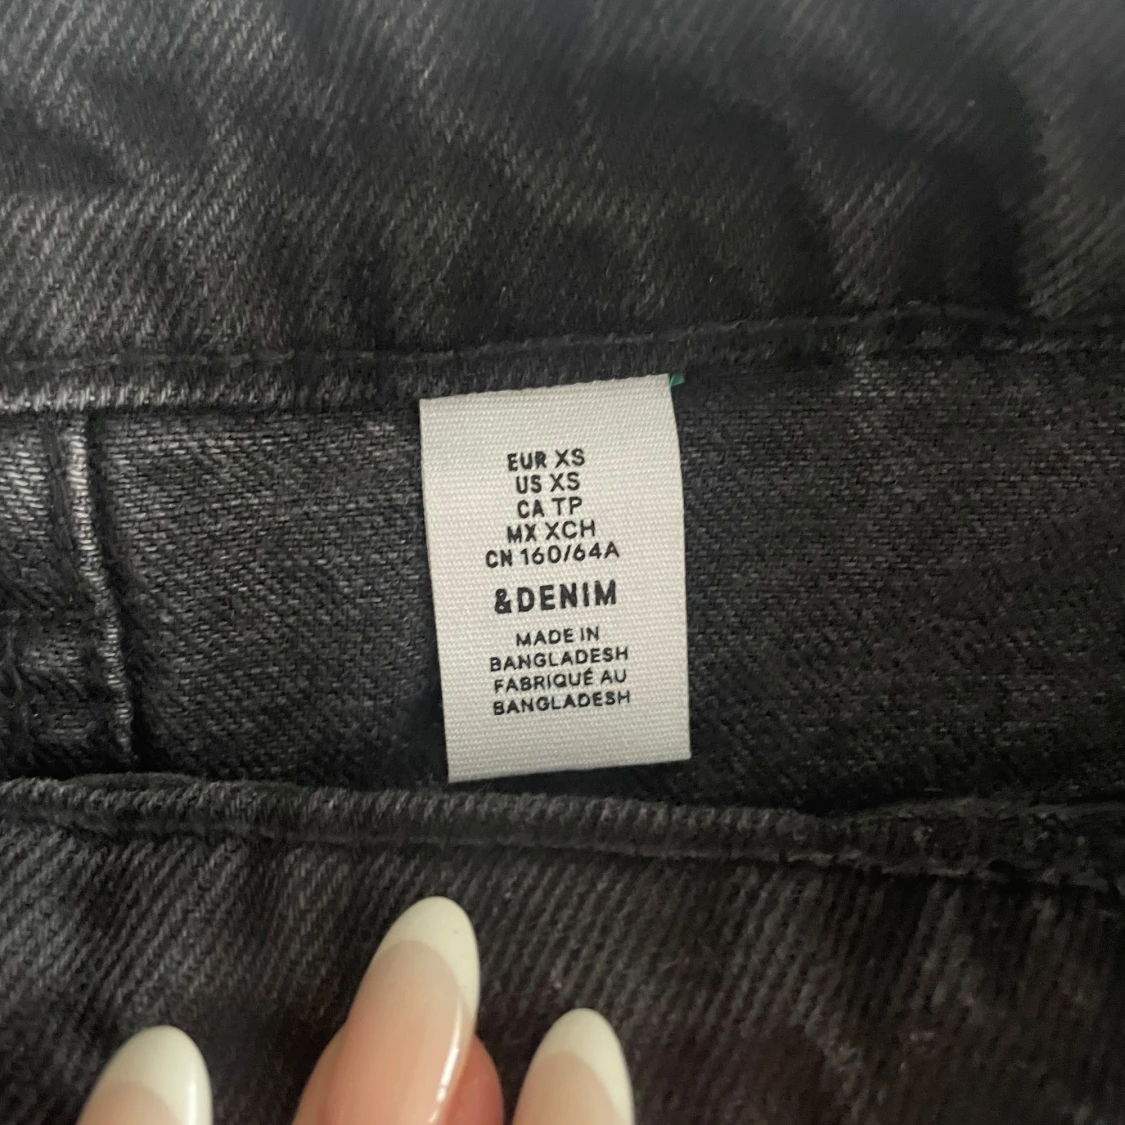 EUR XS
US XS
CA TP
MX XCH
CN 160/64A
&DENIM
MADE IN
BANGLADESH
FABRIQUÉ AU
BANGLADESH